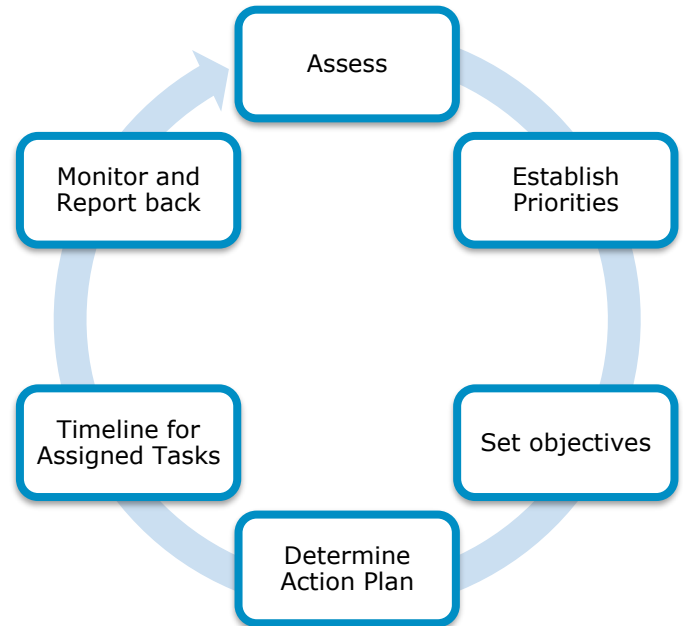 Assess
Establish
Priorities
Set objectives
Determine
Action Plan
Timeline for
Assigned Tasks
Monitor and
Report back